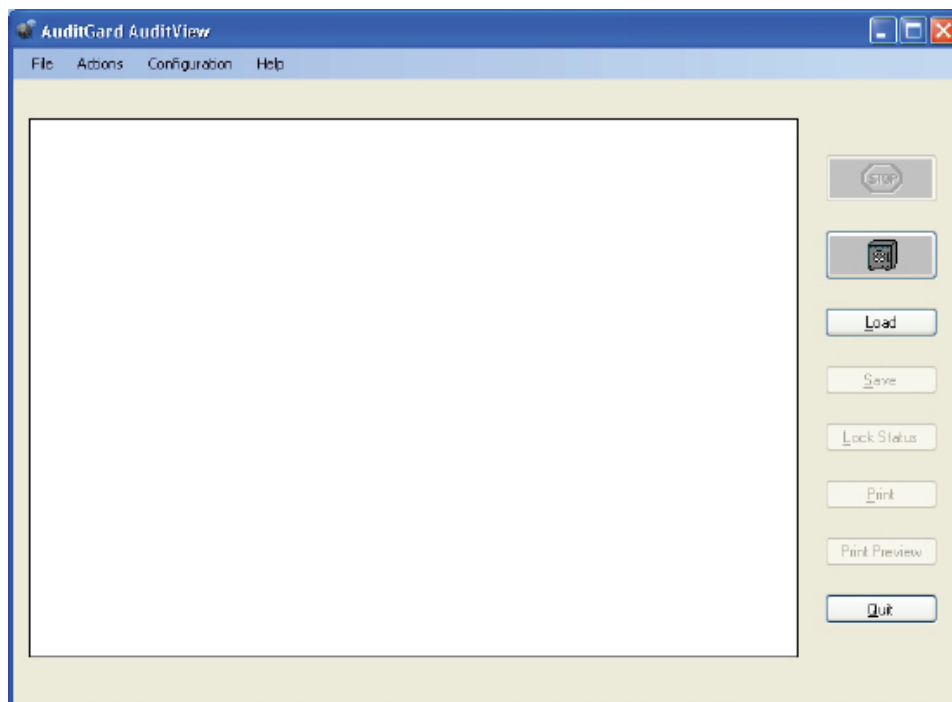 AuditGard AuditView
File Actions Configuration Help
STOP
Load
Save
Lock Status
Print
Print Preview
Quit